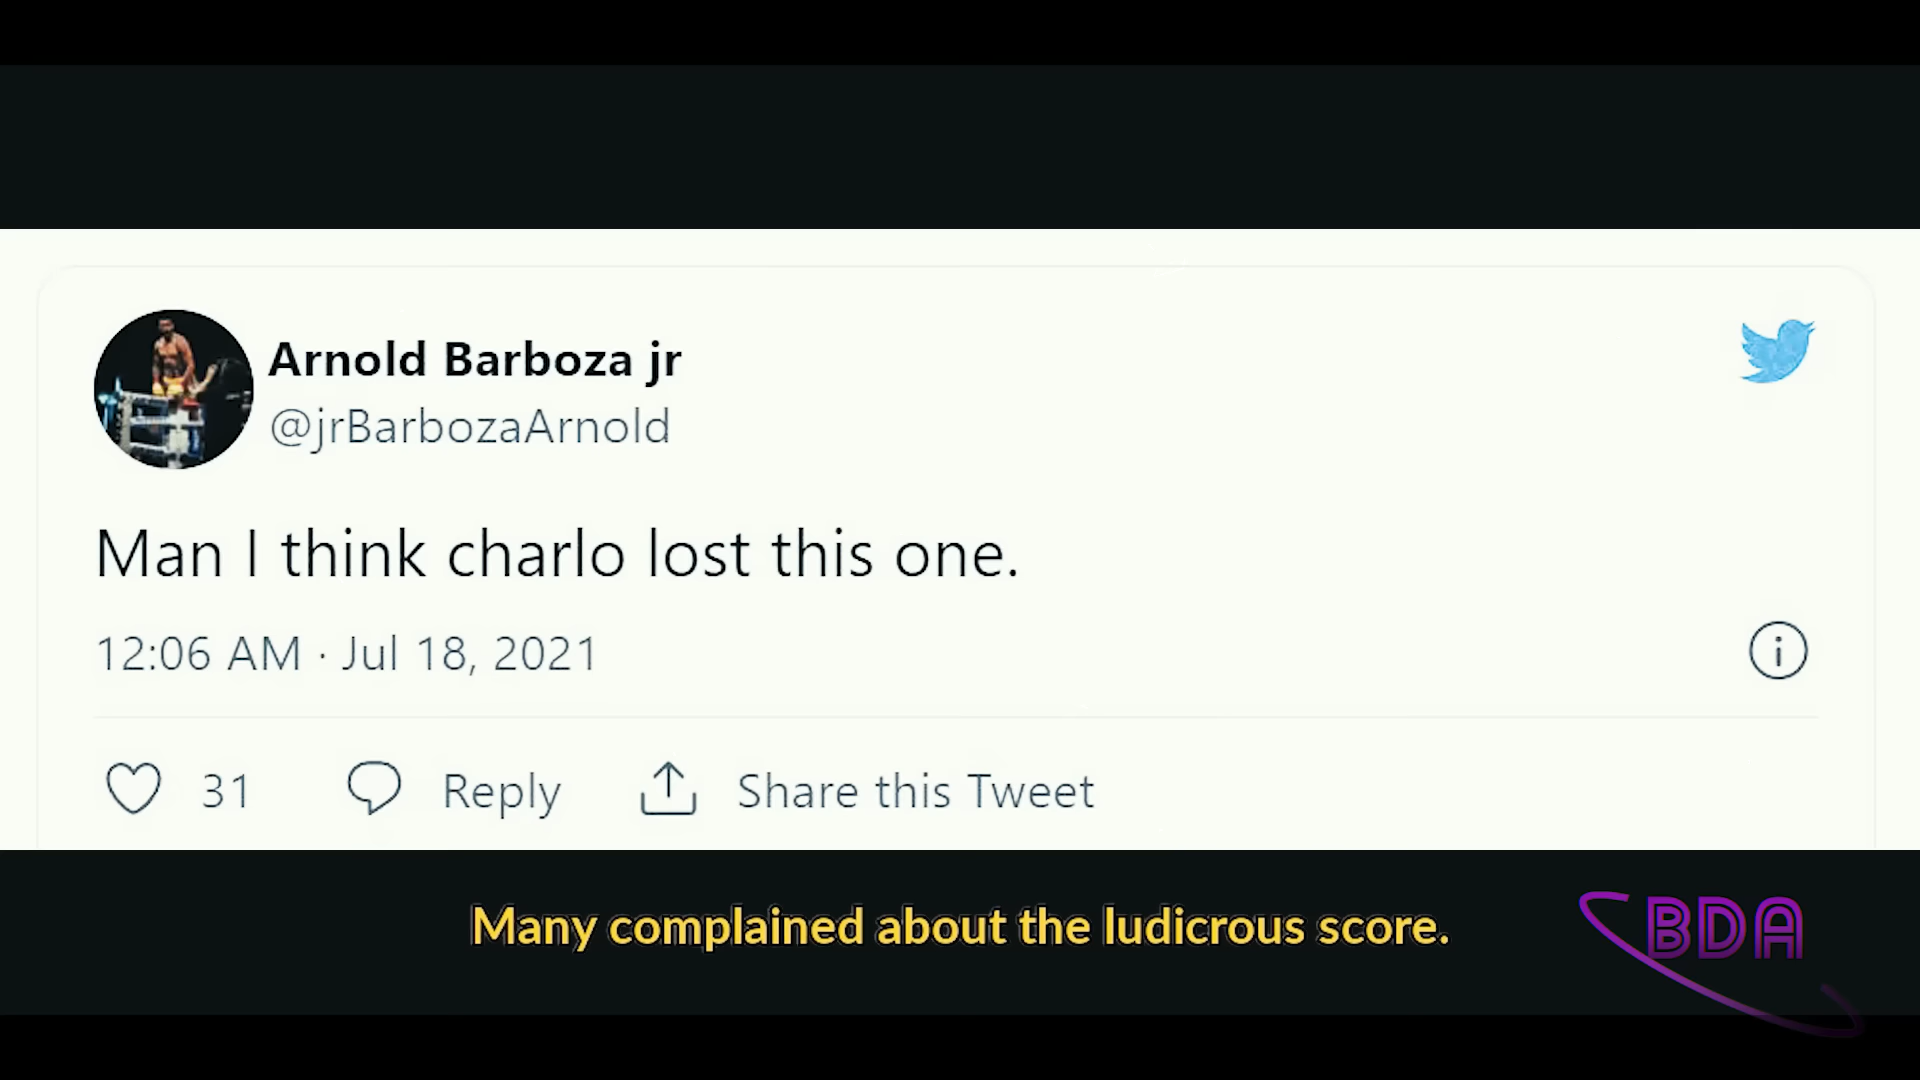 Arnold Barboza jr
@jrBarbozaArnold
Man I think charlo lost this one.
12:06 AM · Jul 18, 2021
31 Reply Share this Tweet
Many complained about the ludicrous score.
BDA